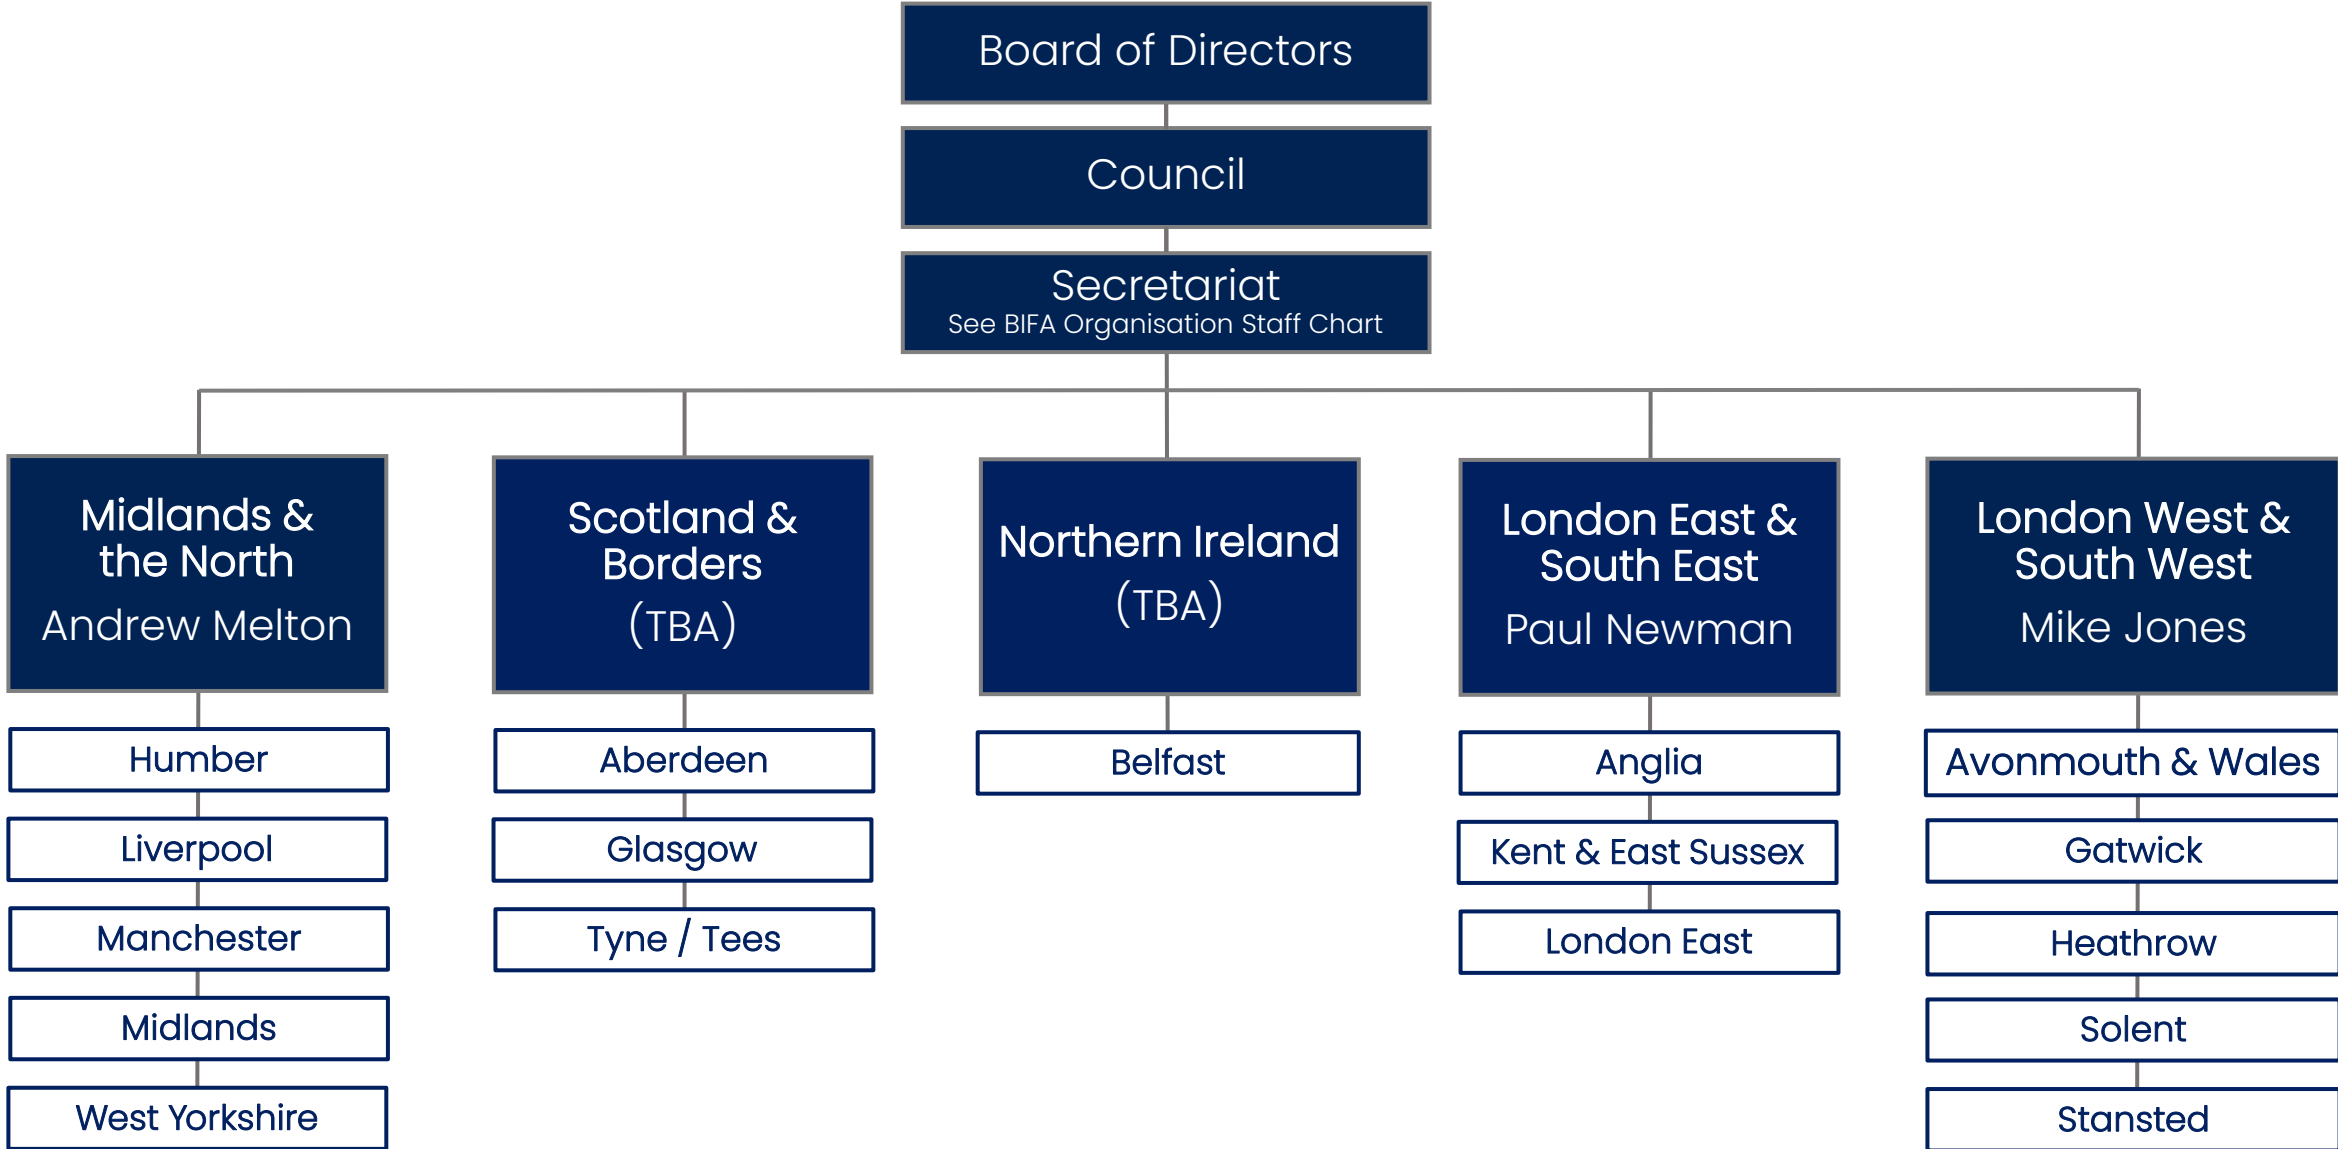 Board of Directors
Council
Secretariat
See BIFA Organisation Staff Chart
Midlands &
the North
Andrew Melton
Humber
Liverpool
Manchester
Midlands
West Yorkshire
Scotland &
Borders
(TBA)
Aberdeen
Glasgow
Tyne / Tees
Northern Ireland
(TBA)
Belfast
London East &
South East
Paul Newman
Anglia
Kent & East Sussex
London East
London West &
South West
Mike Jones
Avonmouth & Wales
Gatwick
Heathrow
Solent
Stansted